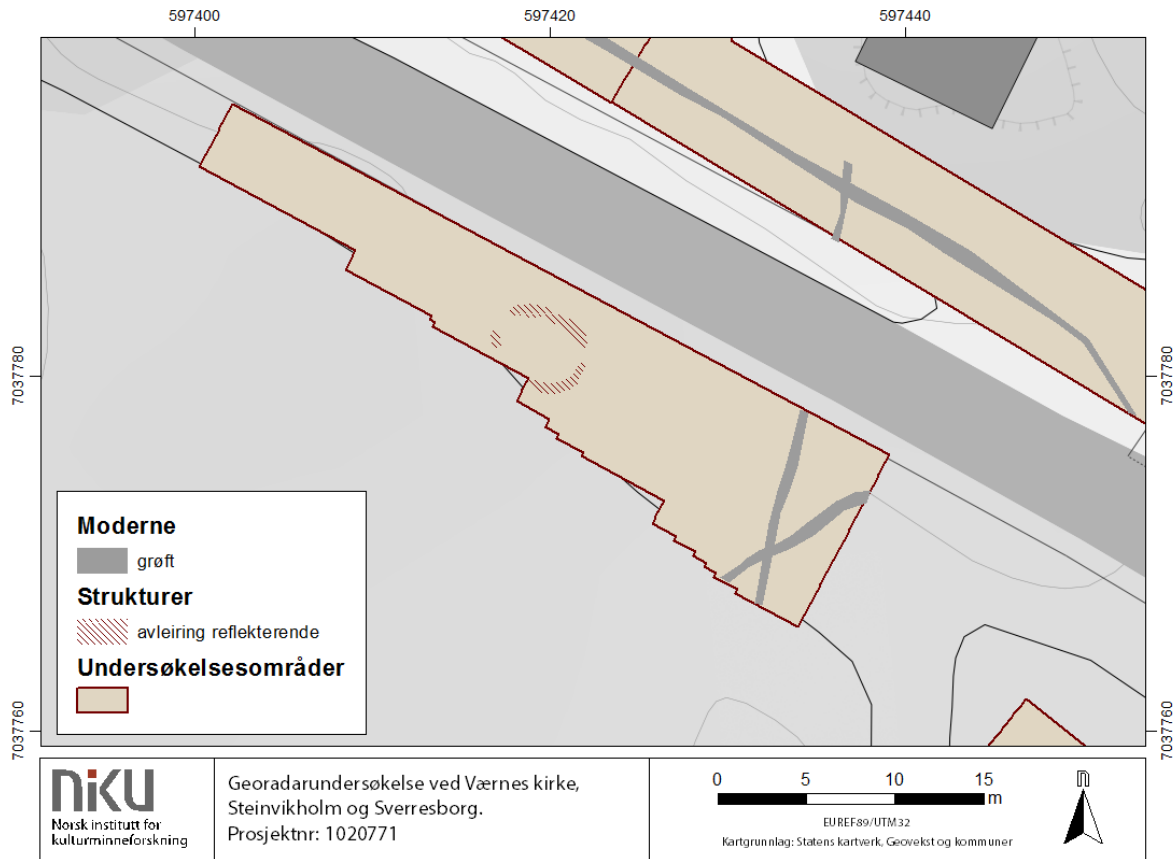 597400
597420
597440
7037780
7037780
Moderne
grøft
Strukturer
avleiring reflekterende
Undersøkelsesområder
7037760
7037760
niku
Norsk institutt for
kulturminneforskning
Georadarundersøkelse ved Værnes kirke,
Steinvikholm og Sverresborg.
Prosjektnr: 1020771
0 5 10 15
m
EUREF89/UTM32
Kartgrunnlag: Statens kartverk, Geovekst og kommuner
n